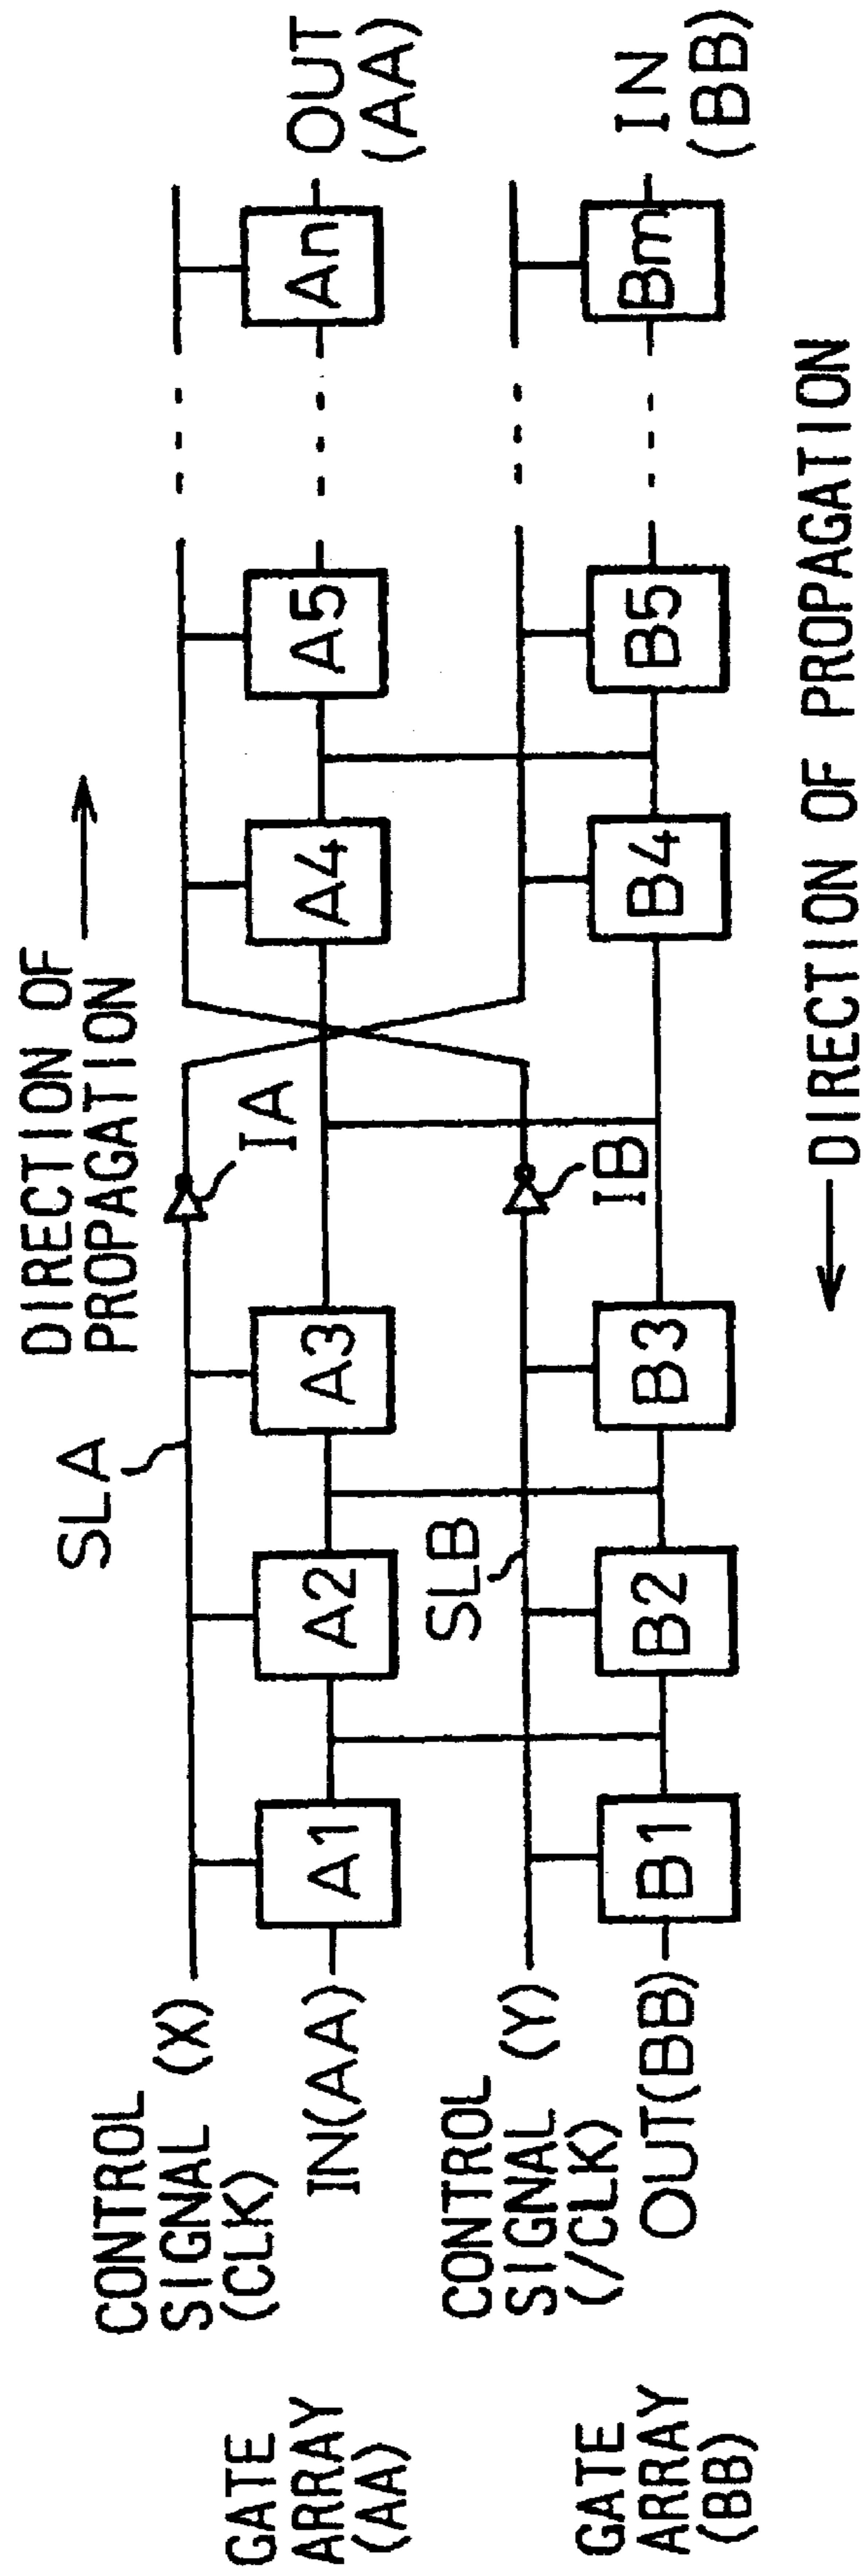 DIRECTION OF
PROPAGATION
SLA
IA
CONTROL
SIGNAL (X)
(CLK)
GATE
ARRAY
(AA)
IN(AA)
A1
A2
A3
A4
A5
An
OUT
(AA)
SLB
IB
CONTROL
SIGNAL (Y)
(/CLK)
GATE
ARRAY
(BB)
OUT(BB)
B1
B2
B3
B4
B5
Bm
IN
(BB)
DIRECTION OF PROPAGATION